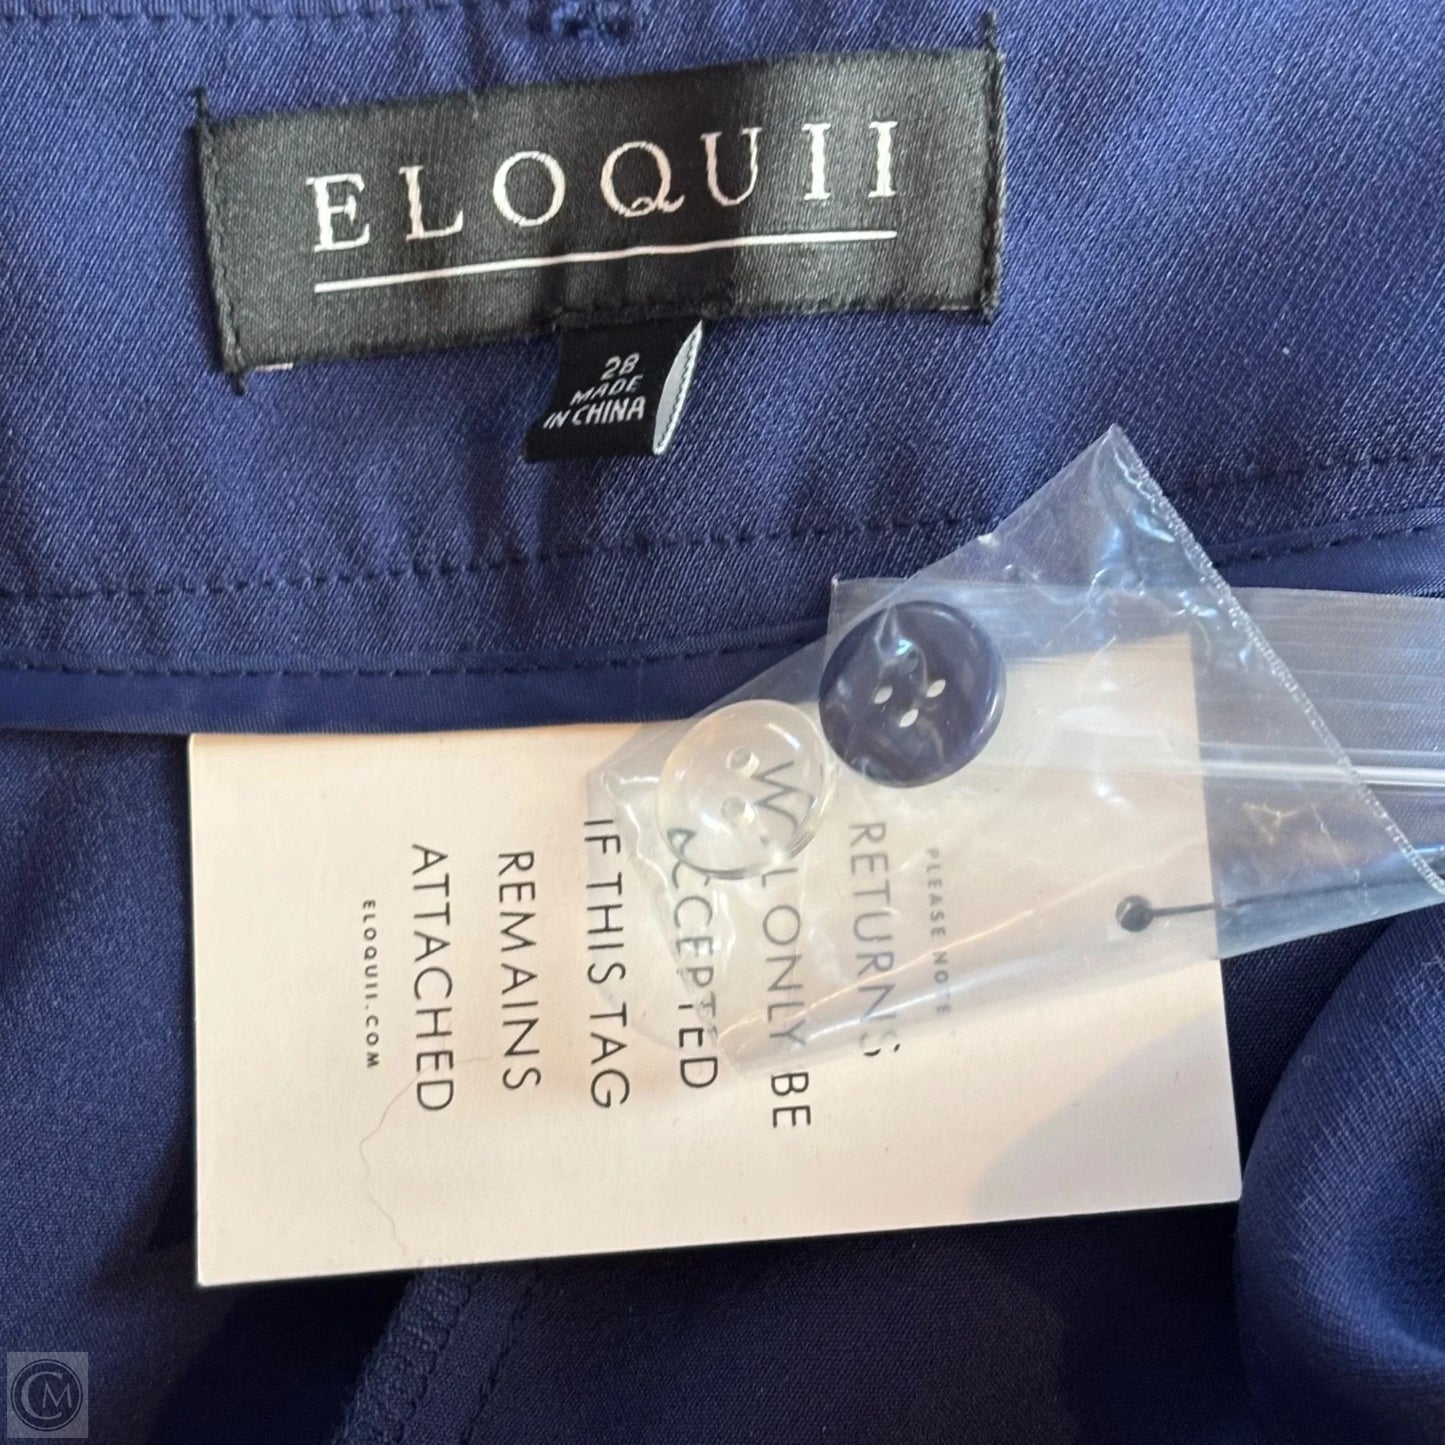 ELOQUII
28
MADE
IN CHINA
PLEASE NOTE
RETURNS
WILL ONLY BE
ACCEPTED
IF THIS TAG
REMAINS
ATTACHED
ELOQUII.COM
CM